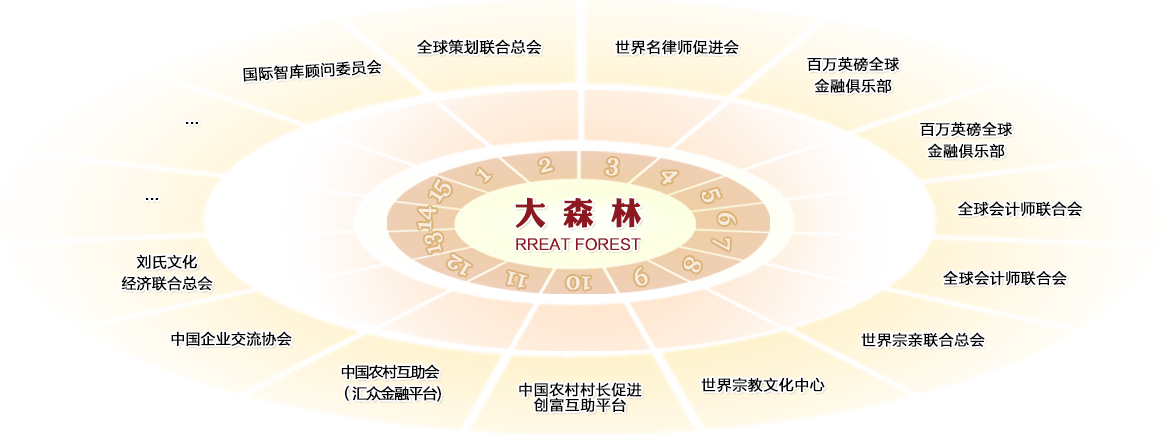 全球策划联合总会
世界名律师促进会
国际智库顾问委员会
百万英磅全球
金融俱乐部
...
百万英磅全球
金融俱乐部
...
全球会计师联合会
刘氏文化
经济联合总会
全球会计师联合会
中国企业交流协会
世界宗亲联合总会
中国农村互助会
（汇众金融平台)
中国农村村长促进
创富互助平台
世界宗教文化中心
1
2
3
4
5
6
7
8
9
10
11
12
13
14
15
大森林
RREAT FOREST